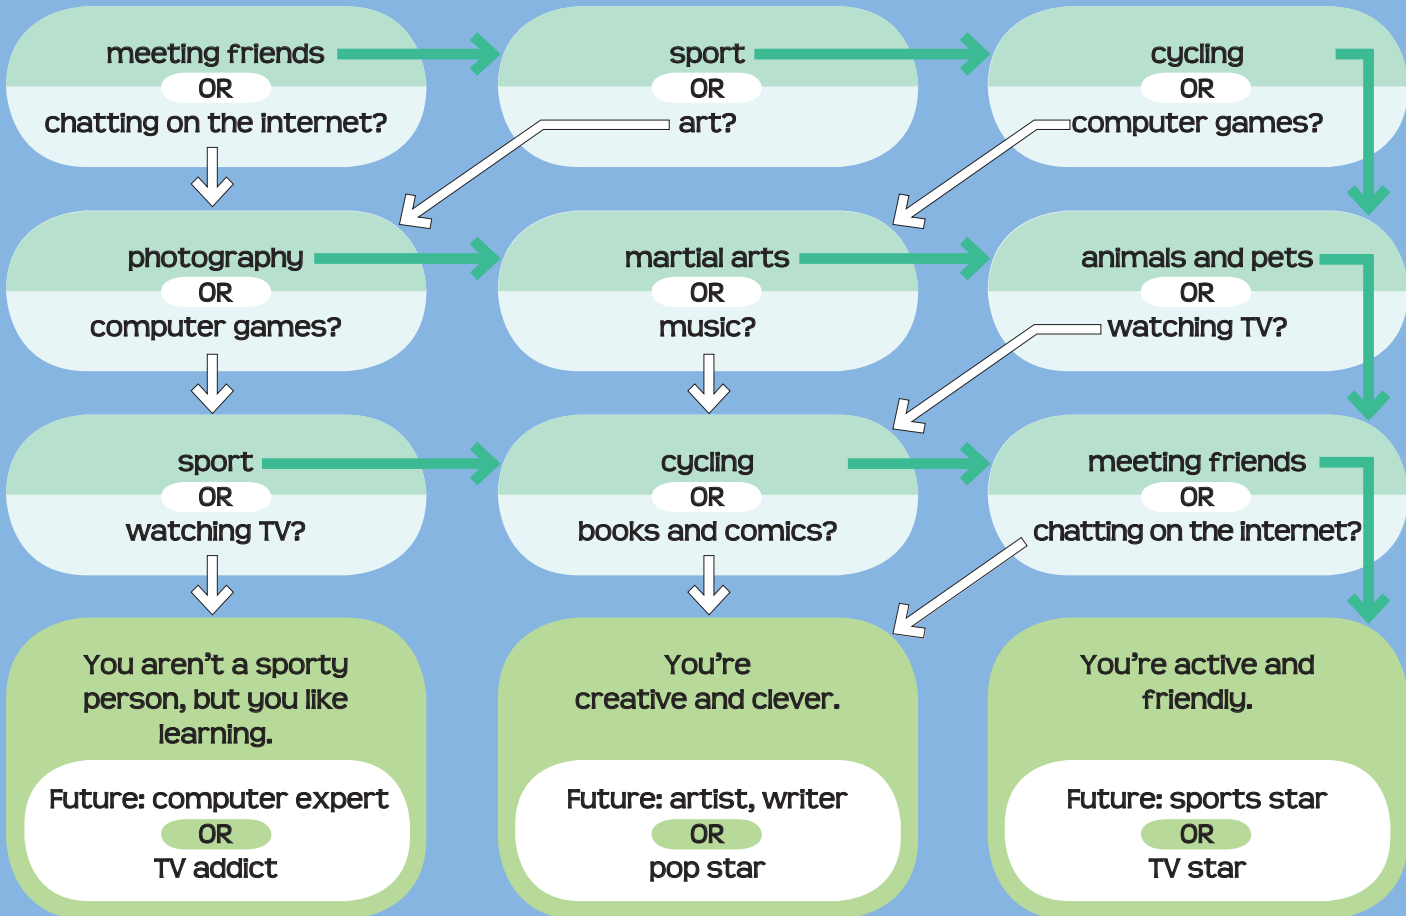 meeting friends
OR
chatting on the internet?
sport
OR
art?
cycling
OR
computer games?
photography
OR
computer games?
martial arts
OR
music?
animals and pets
OR
watching TV?
sport
OR
watching TV?
cycling
OR
books and comics?
meeting friends
OR
chatting on the internet?
You aren't a sporty
person, but you like
learning.
Future: computer expert
OR
TV addict
You're
creative and clever.
Future: artist, writer
OR
pop star
You're active and
friendly.
Future: sports star
OR
TV star